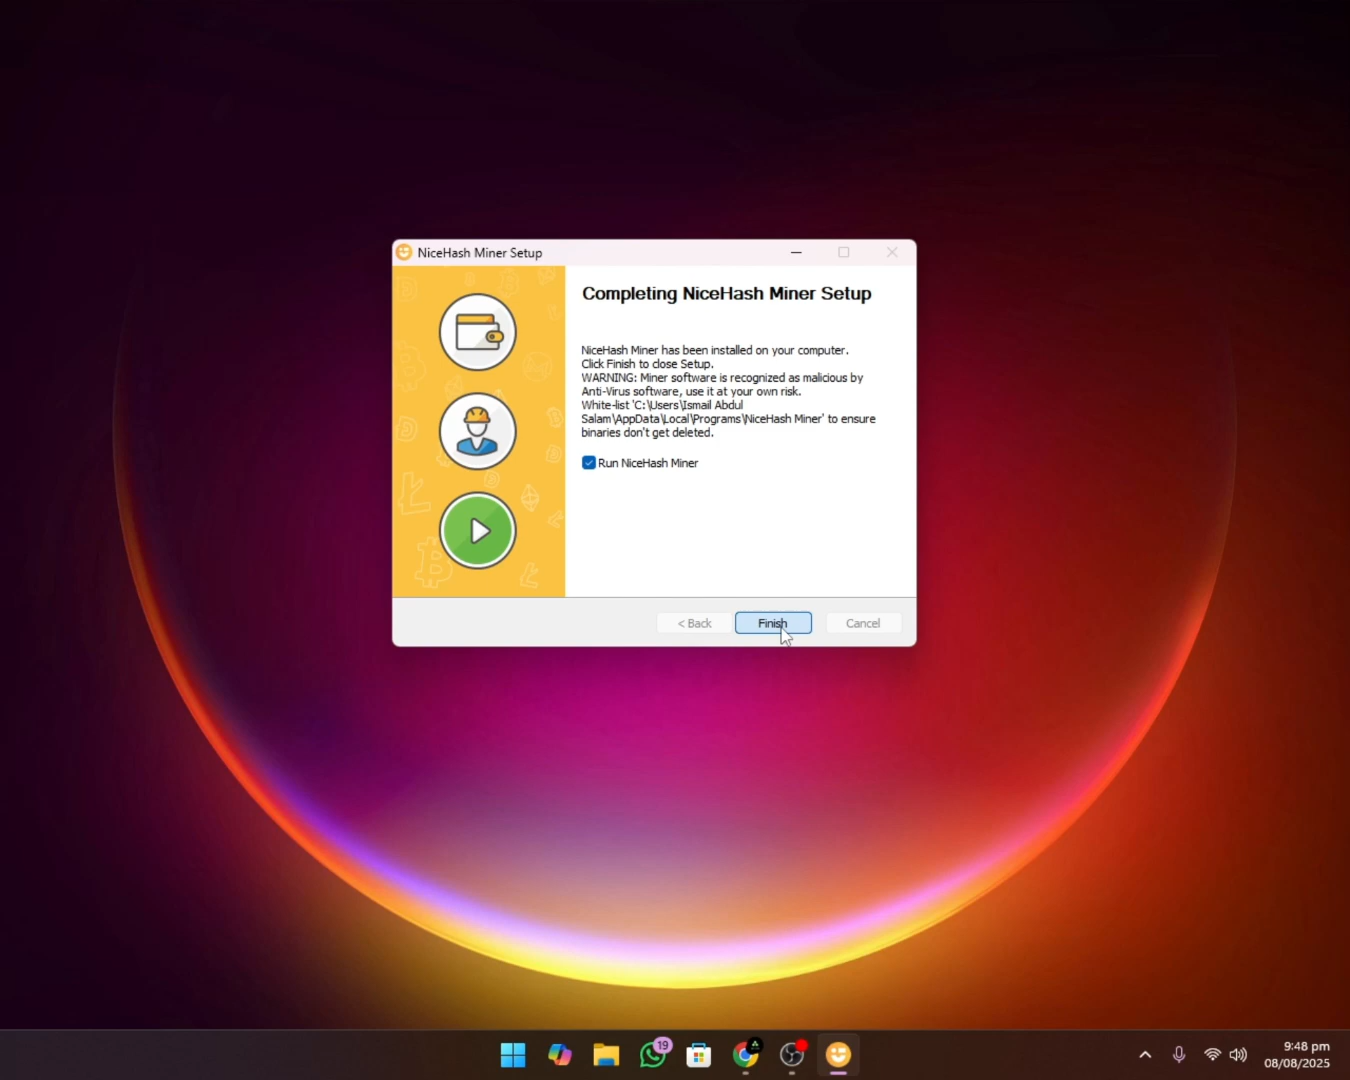 NiceHash Miner Setup
Completing NiceHash Miner Setup
NiceHash Miner has been installed on your computer.
Click Finish to close Setup.
WARNING: Miner software is recognized as malicious by
Anti-Virus software, use it at your own risk.
White-list 'C:\Users\Ismail Abdul
Salam\AppData\Local\Programs\NiceHash Miner' to ensure
binaries don't get deleted.
Run NiceHash Miner
< Back
Finish
Cancel
19
9:48 pm
08/08/2025